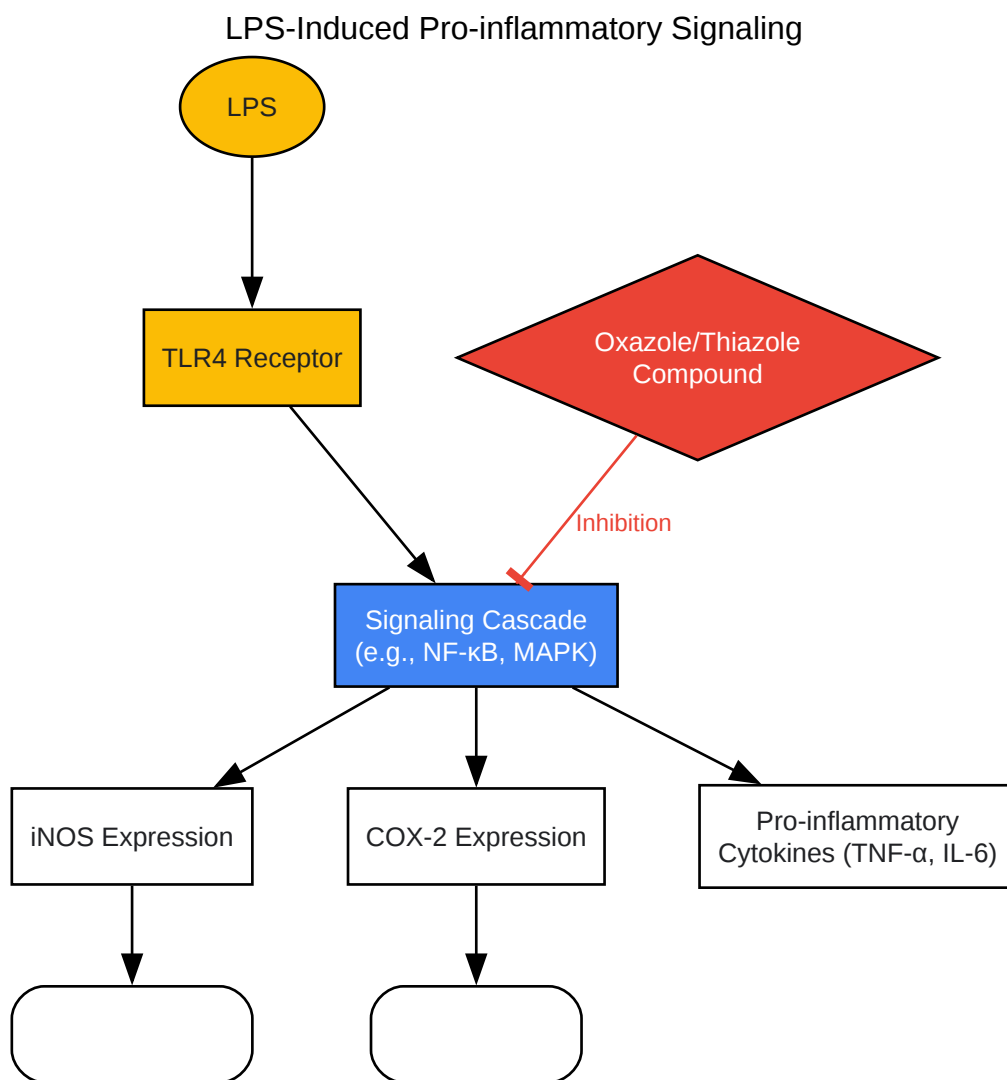 LPS-Induced Pro-inflammatory Signaling
LPS
TLR4 Receptor
Oxazole/Thiazole
Compound
Inhibition
Signaling Cascade
(e.g., NF-κB, MAPK)
iNOS Expression
COX-2 Expression
Pro-inflammatory
Cytokines (TNF-α, IL-6)